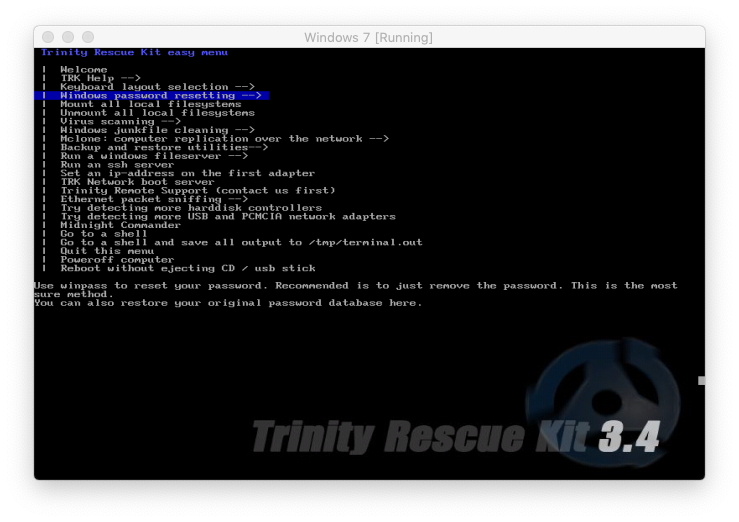 Windows 7 [Running]
Trinity Rescue Kit easy menu
| Welcome
| TRK Help -->
| Keyboard layout selection -->
| Windows password resetting -->
| Mount all local filesystems
| Unmount all local filesystems
| Virus scanning -->
| Windows junkfile cleaning -->
| Mclone: computer replication over the network -->
| Backup and restore utilities-->
| Run a windows fileserver -->
| Run an ssh server
| Set an ip-address on the first adapter
| TRK Network boot server
| Trinity Remote Support (contact us first)
| Ethernet packet sniffing -->
| Try detecting more harddisk controllers
| Try detecting more USB and PCMCIA network adapters
| Midnight Commander
| Go to a shell
| Go to a shell and save all output to /tmp/terminal.out
| Quit this menu
| Poweroff computer
| Reboot without ejecting CD / usb stick
Use winpass to reset your password. Recommended is to just remove the password. This is the most
sure method.
You can also restore your original password database here.
Trinity Rescue Kit 3.4